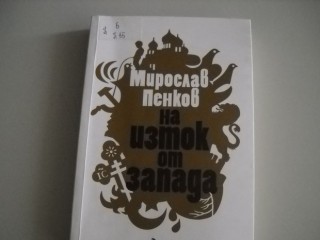 Мирослав
Пенков
на
изток
от
запада